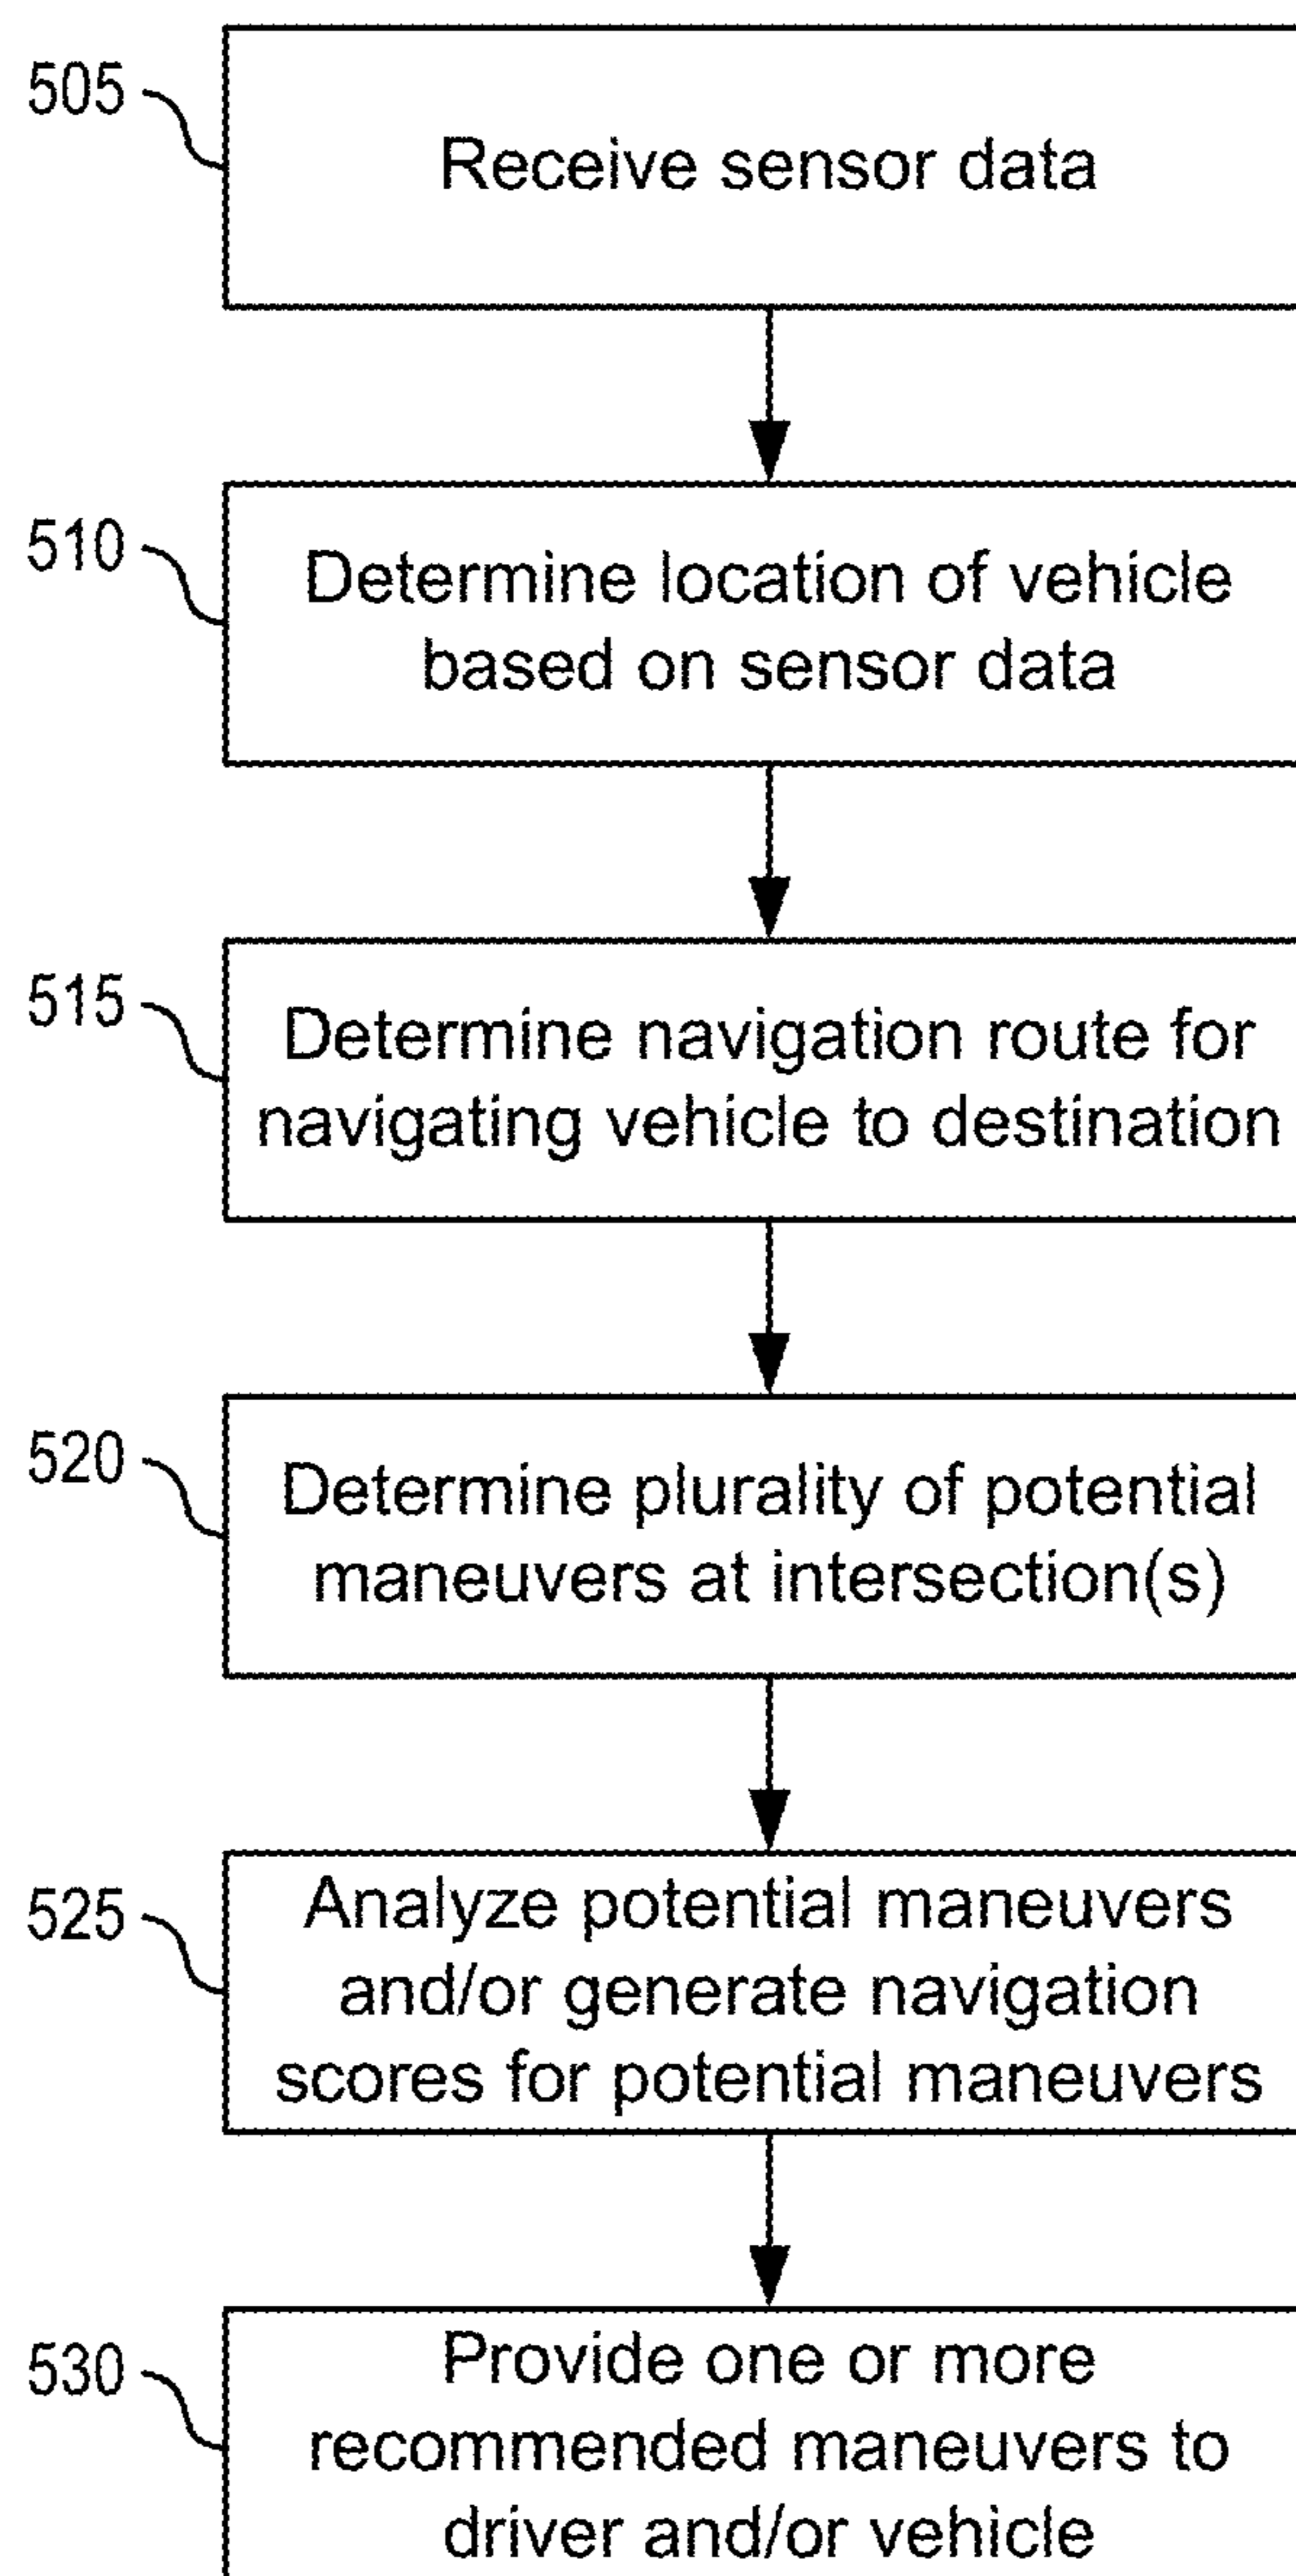 505
Receive sensor data
510
Determine location of vehicle
based on sensor data
515
Determine navigation route for
navigating vehicle to destination
520
Determine plurality of potential
maneuvers at intersection(s)
525
Analyze potential maneuvers
and/or generate navigation
scores for potential maneuvers
530
Provide one or more
recommended maneuvers to
driver and/or vehicle